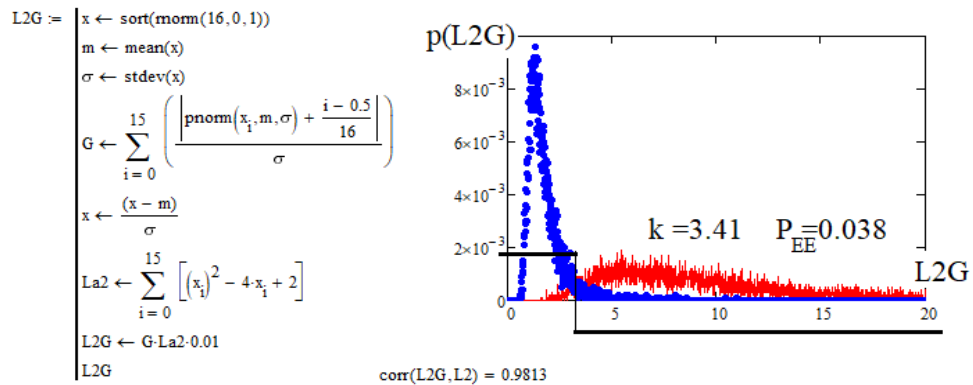 L2G := x ← sort(rnorm(16, 0, 1))
m ← mean(x)
σ ← stdev(x)
G ← ∑_{i = 0}^{15} ( |pnorm(x_i, m, σ) + (i − 0.5)/16| / σ )
x ← (x − m)/σ
La2 ← ∑_{i = 0}^{15} [(x_i)^2 − 4·x_i + 2]
L2G ← G·La2·0.01
L2G
p(L2G)
8×10^-3
6×10^-3
4×10^-3
2×10^-3
0
k =3.41 P_EE=0.038
L2G
0 5 10 15 20
corr(L2G, L2) = 0.9813